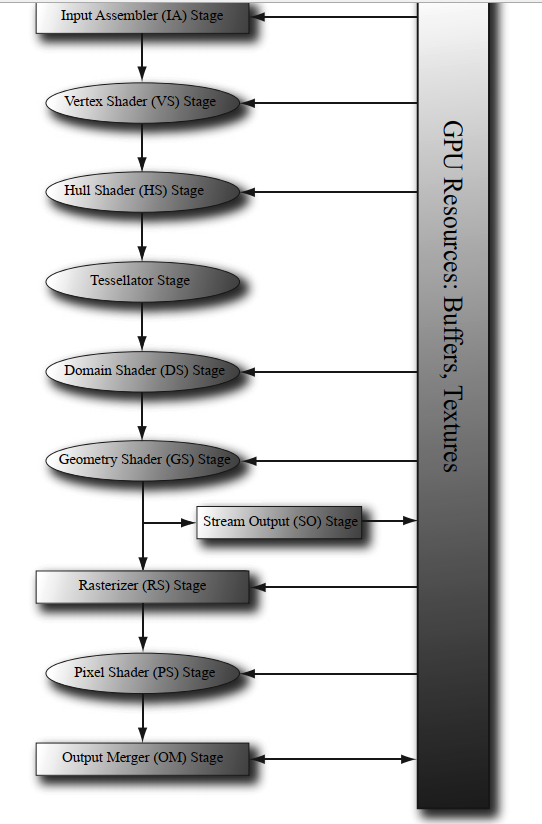 Input Assembler (IA) Stage
Vertex Shader (VS) Stage
Hull Shader (HS) Stage
Tessellator Stage
Domain Shader (DS) Stage
Geometry Shader (GS) Stage
Stream Output (SO) Stage
Rasterizer (RS) Stage
Pixel Shader (PS) Stage
Output Merger (OM) Stage
GPU Resources: Buffers, Textures